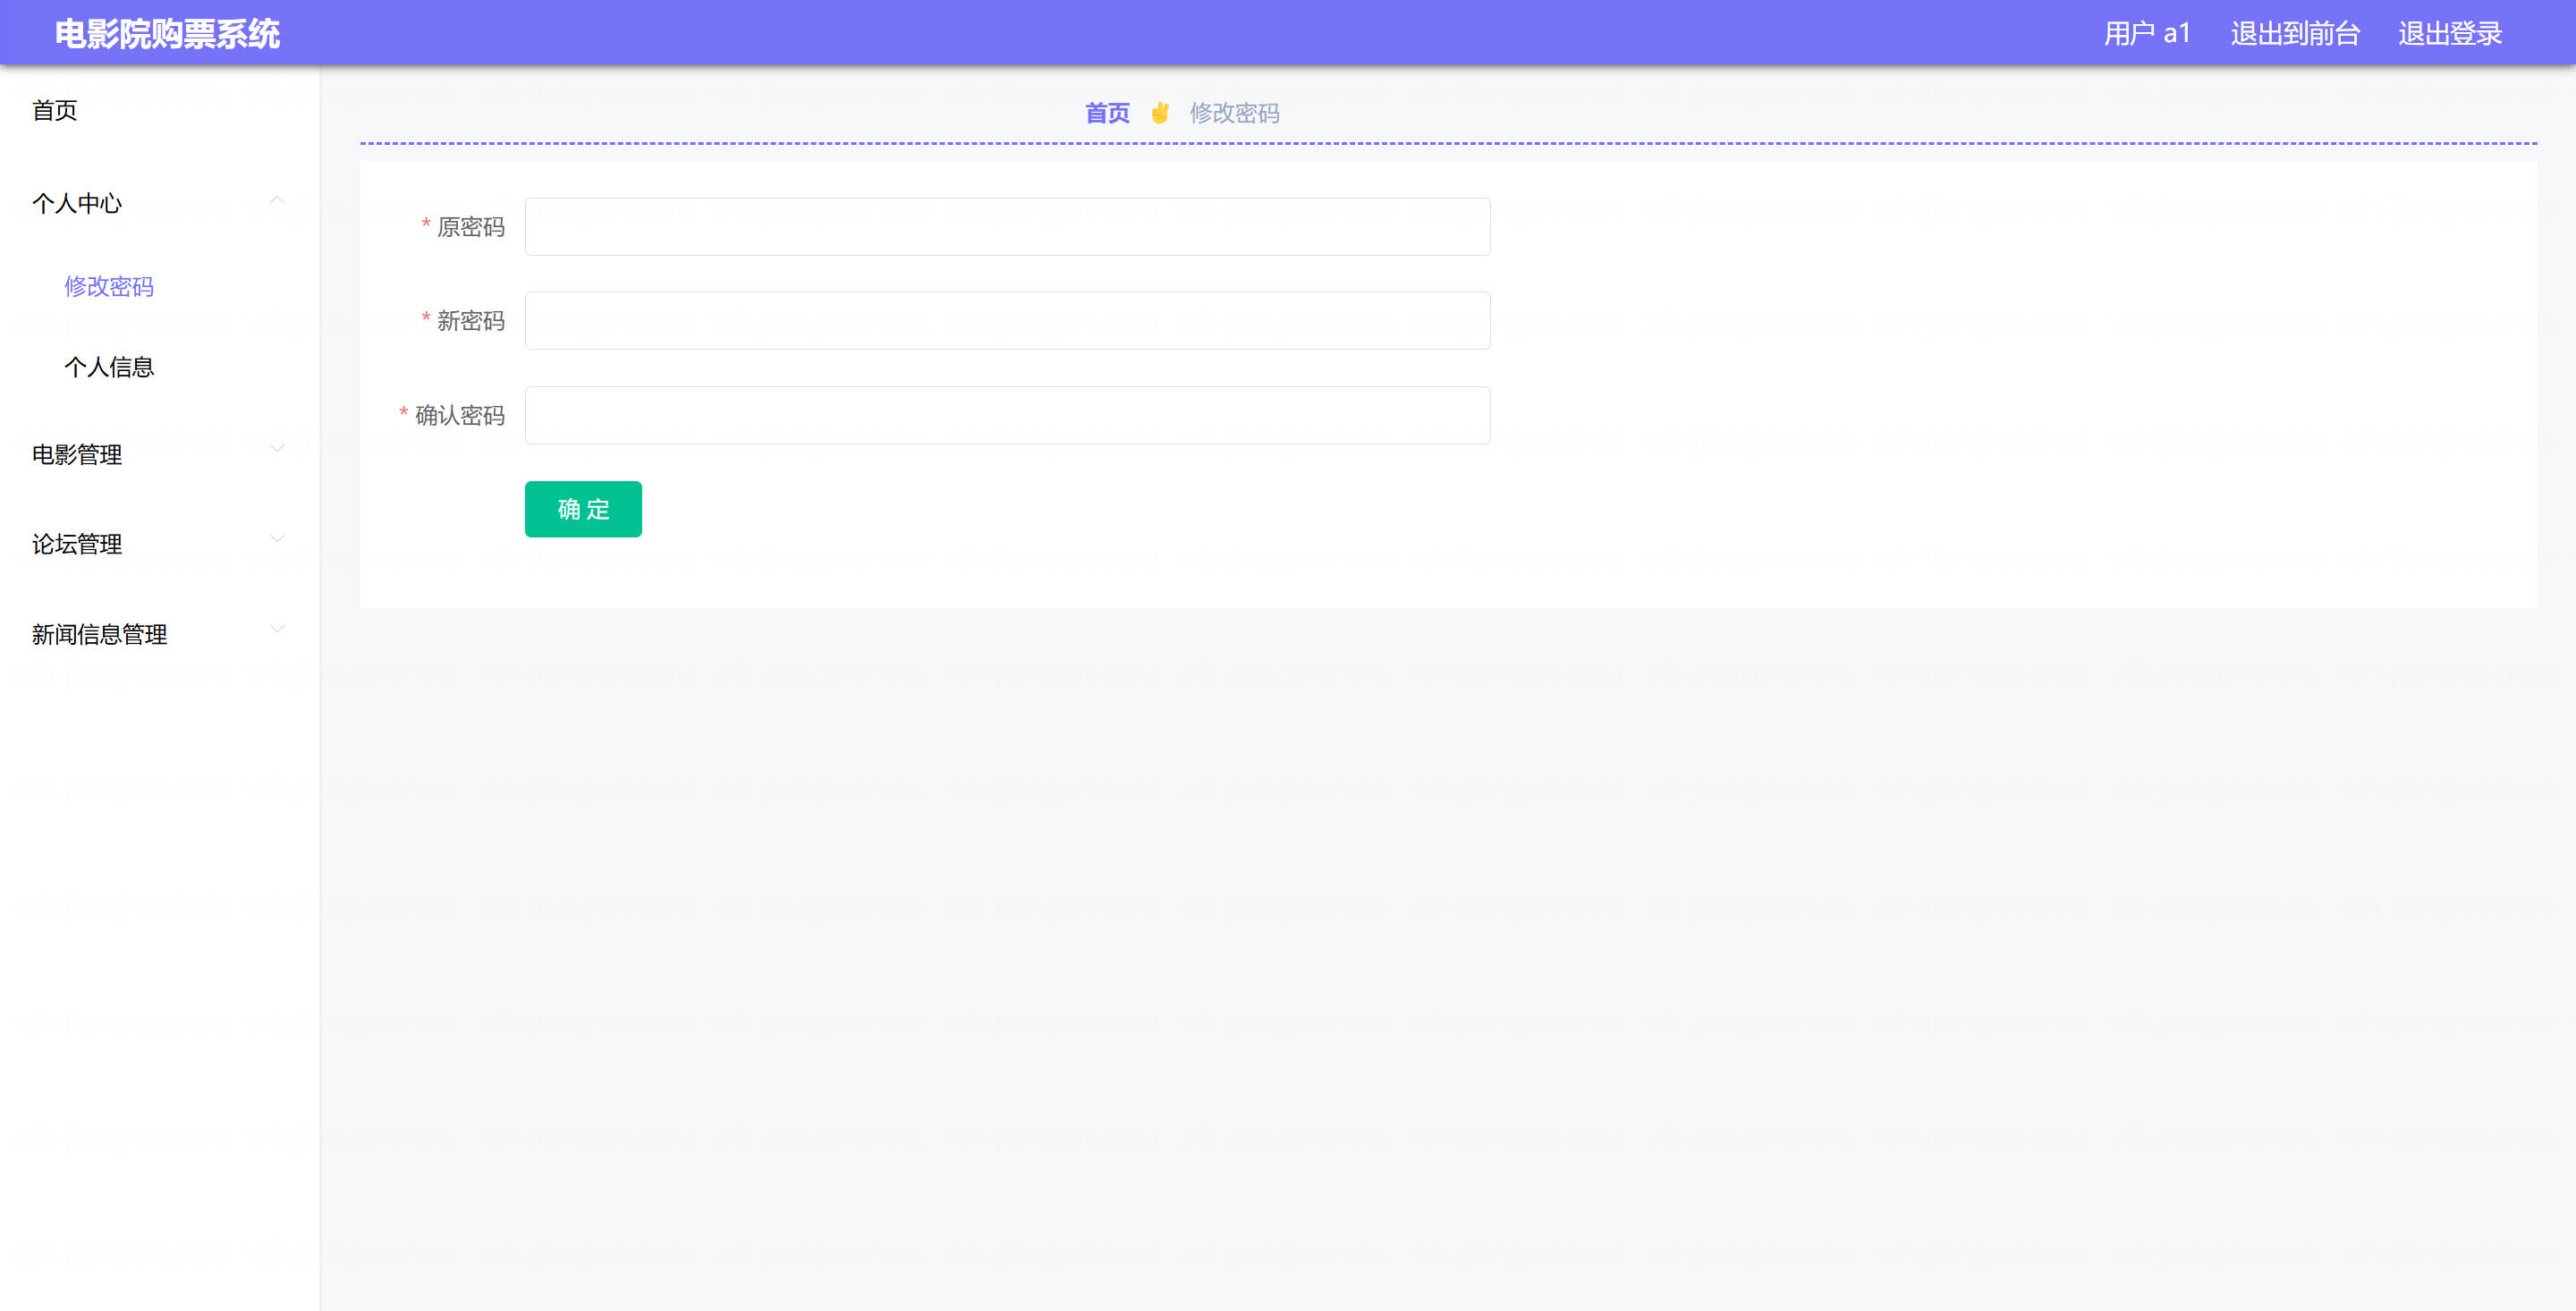 电影院购票系统
用户 a1
退出到前台
退出登录
首页
个人中心
修改密码
个人信息
电影管理
论坛管理
新闻信息管理
首页 ✌ 修改密码
* 原密码
* 新密码
* 确认密码
确 定